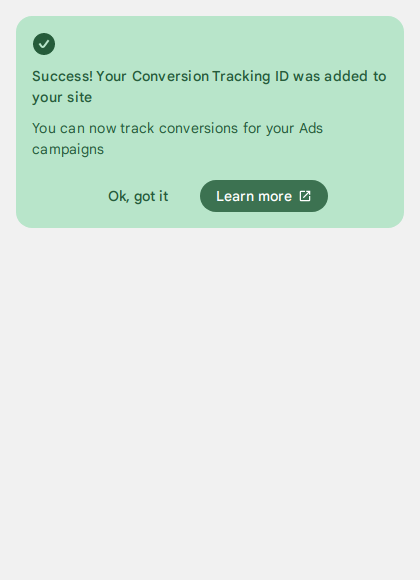 Success! Your Conversion Tracking ID was added to
your site
You can now track conversions for your Ads
campaigns
Ok, got it
Learn more